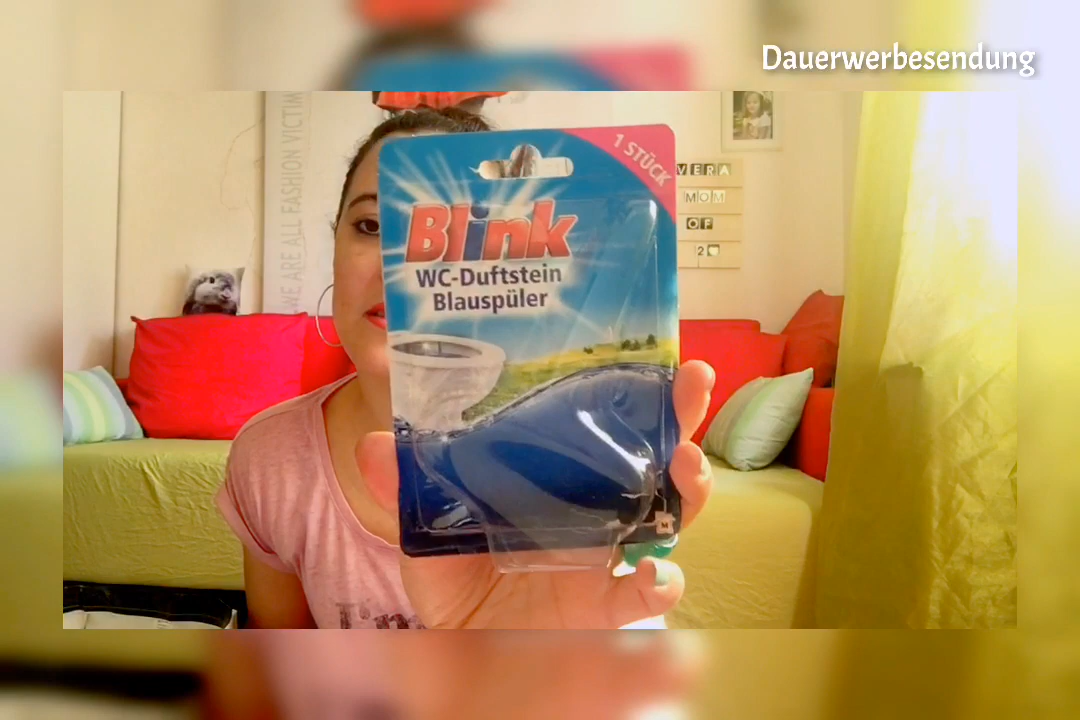 Dauerwerbesendung
1 STÜCK
Blink
WC-Duftstein
Blauspüler
WE ARE ALL FASHION VICTIM
VERA
MOM
OF
2
M
I'm